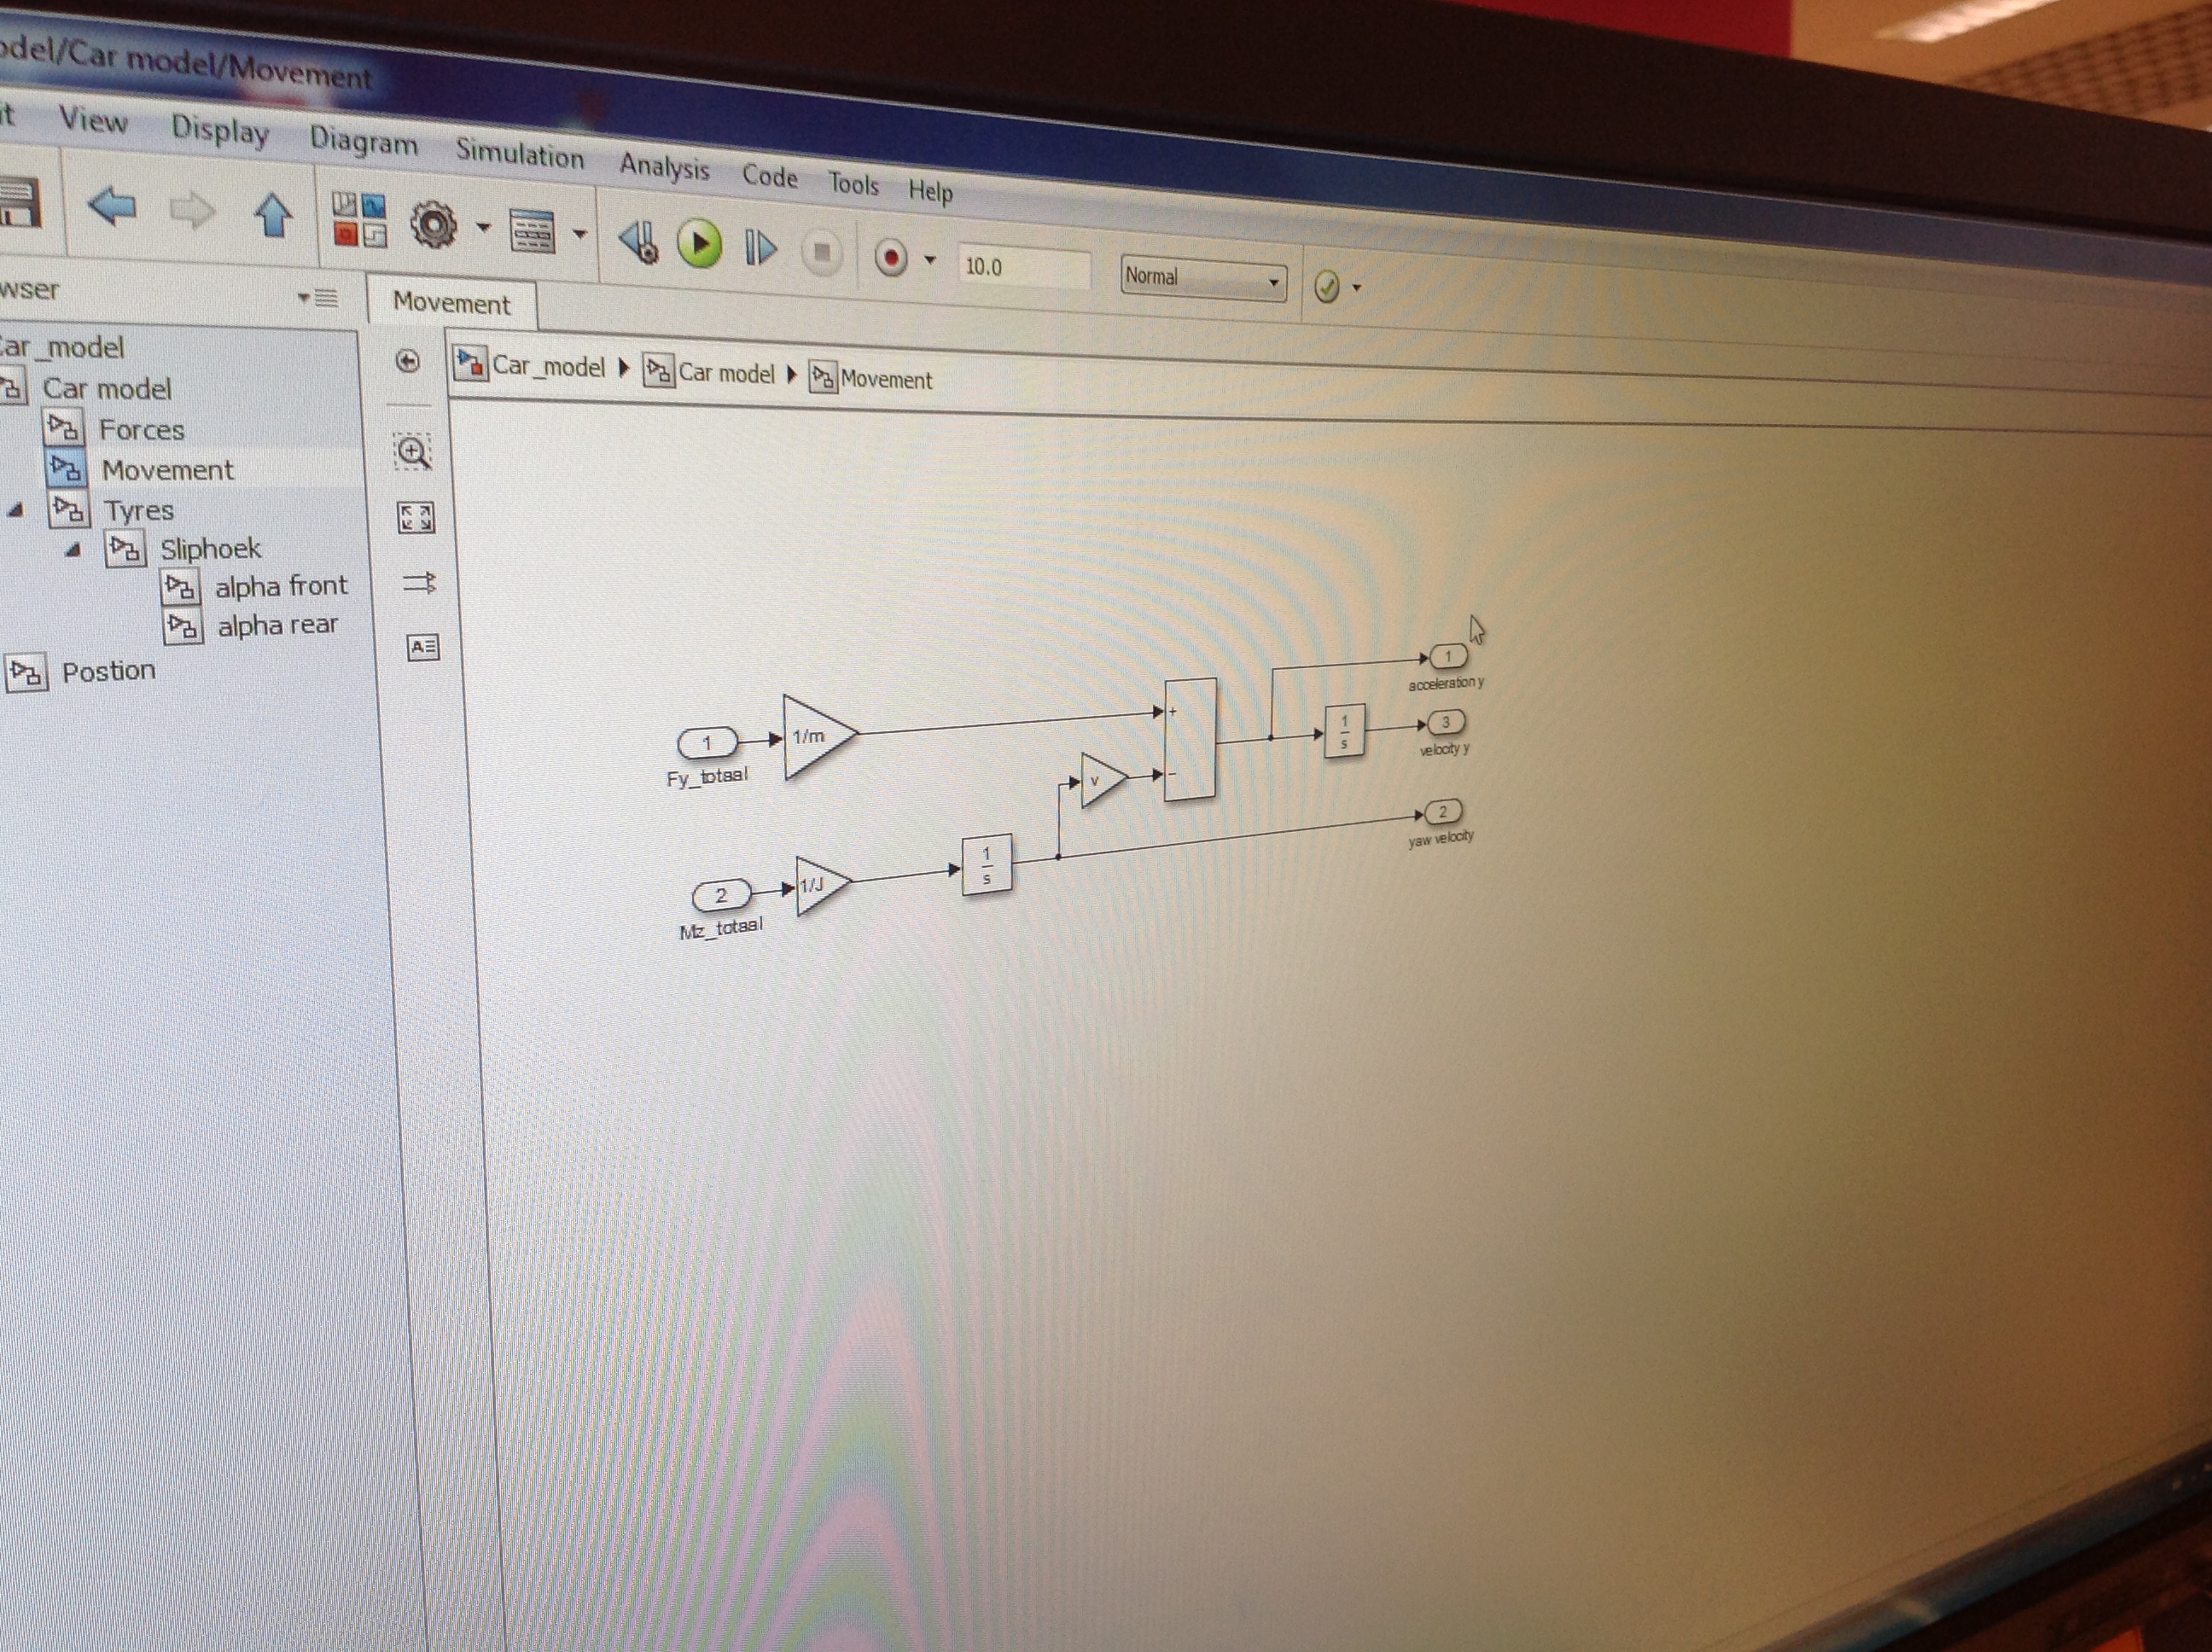 odel/Car model/Movement
it View Display Diagram Simulation Analysis Code Tools Help
10.0 Normal
wser
Movement
Car_model
Car model
Forces
Movement
Tyres
Sliphoek
alpha front
alpha rear
Postion
Car_model Car model Movement
A
1
Fy_totaal
1/m
+
-
v
1
s
1
acceleration y
3
velocity y
2
yaw velocity
2
Mz_totaal
1/J
1
s